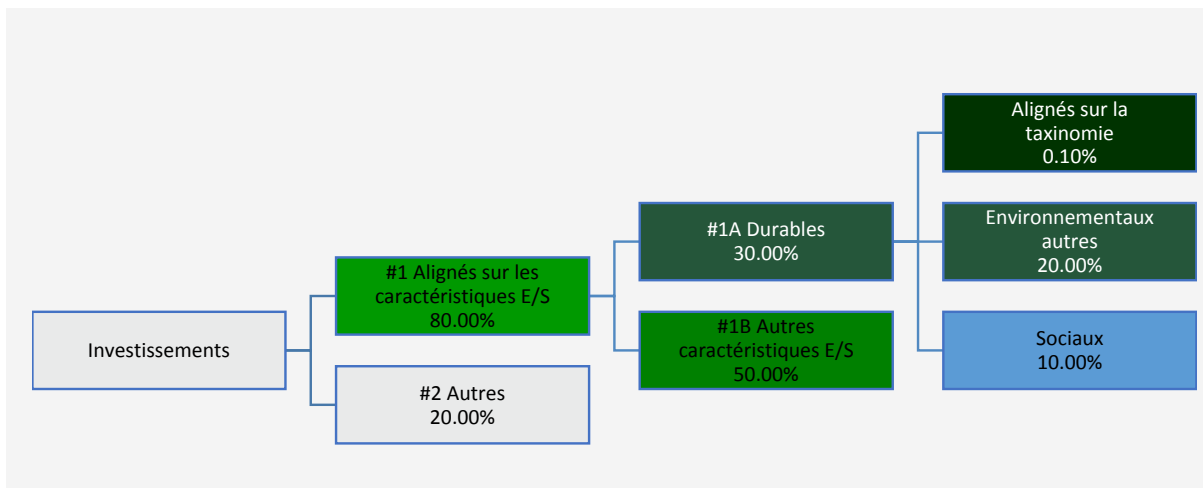 Investissements
#1 Alignés sur les
caractéristiques E/S
80.00%
#2 Autres
20.00%
#1A Durables
30.00%
#1B Autres
caractéristiques E/S
50.00%
Alignés sur la
taxinomie
0.10%
Environnementaux
autres
20.00%
Sociaux
10.00%